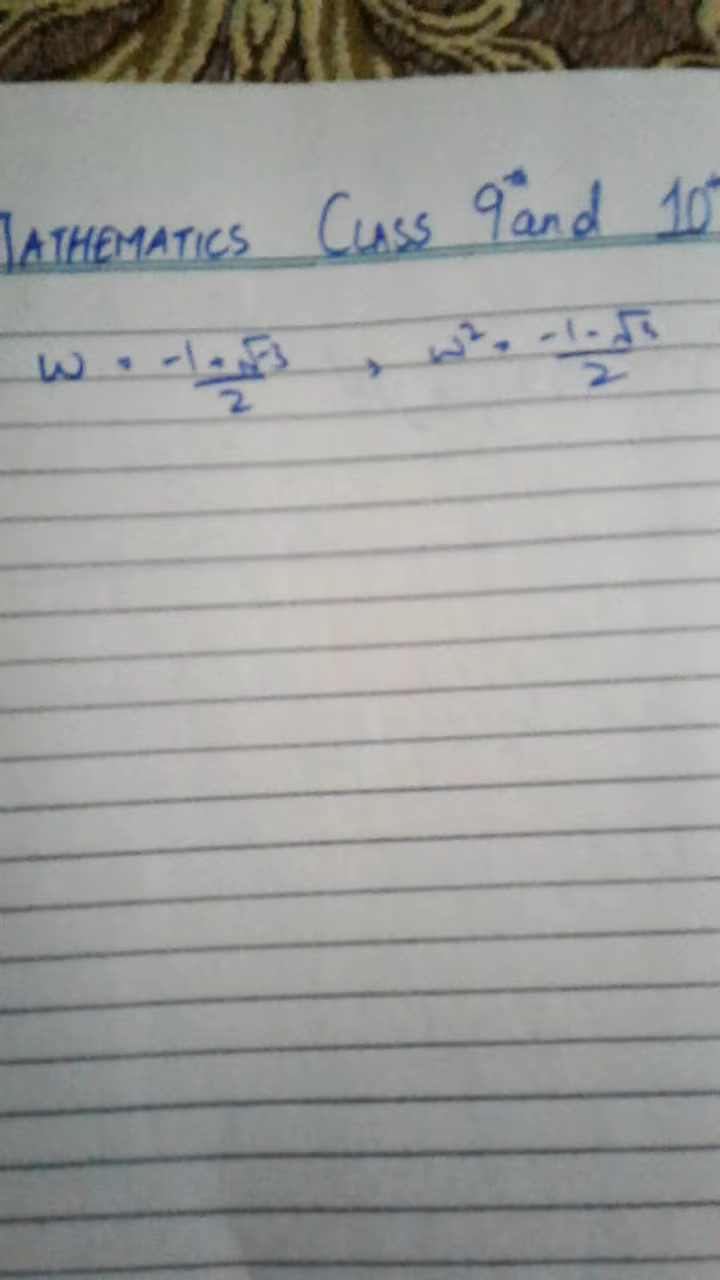 MATHEMATICS CLASS 9th and 10th
ω = -1+√-3/2 , ω² = -1-√-3/2